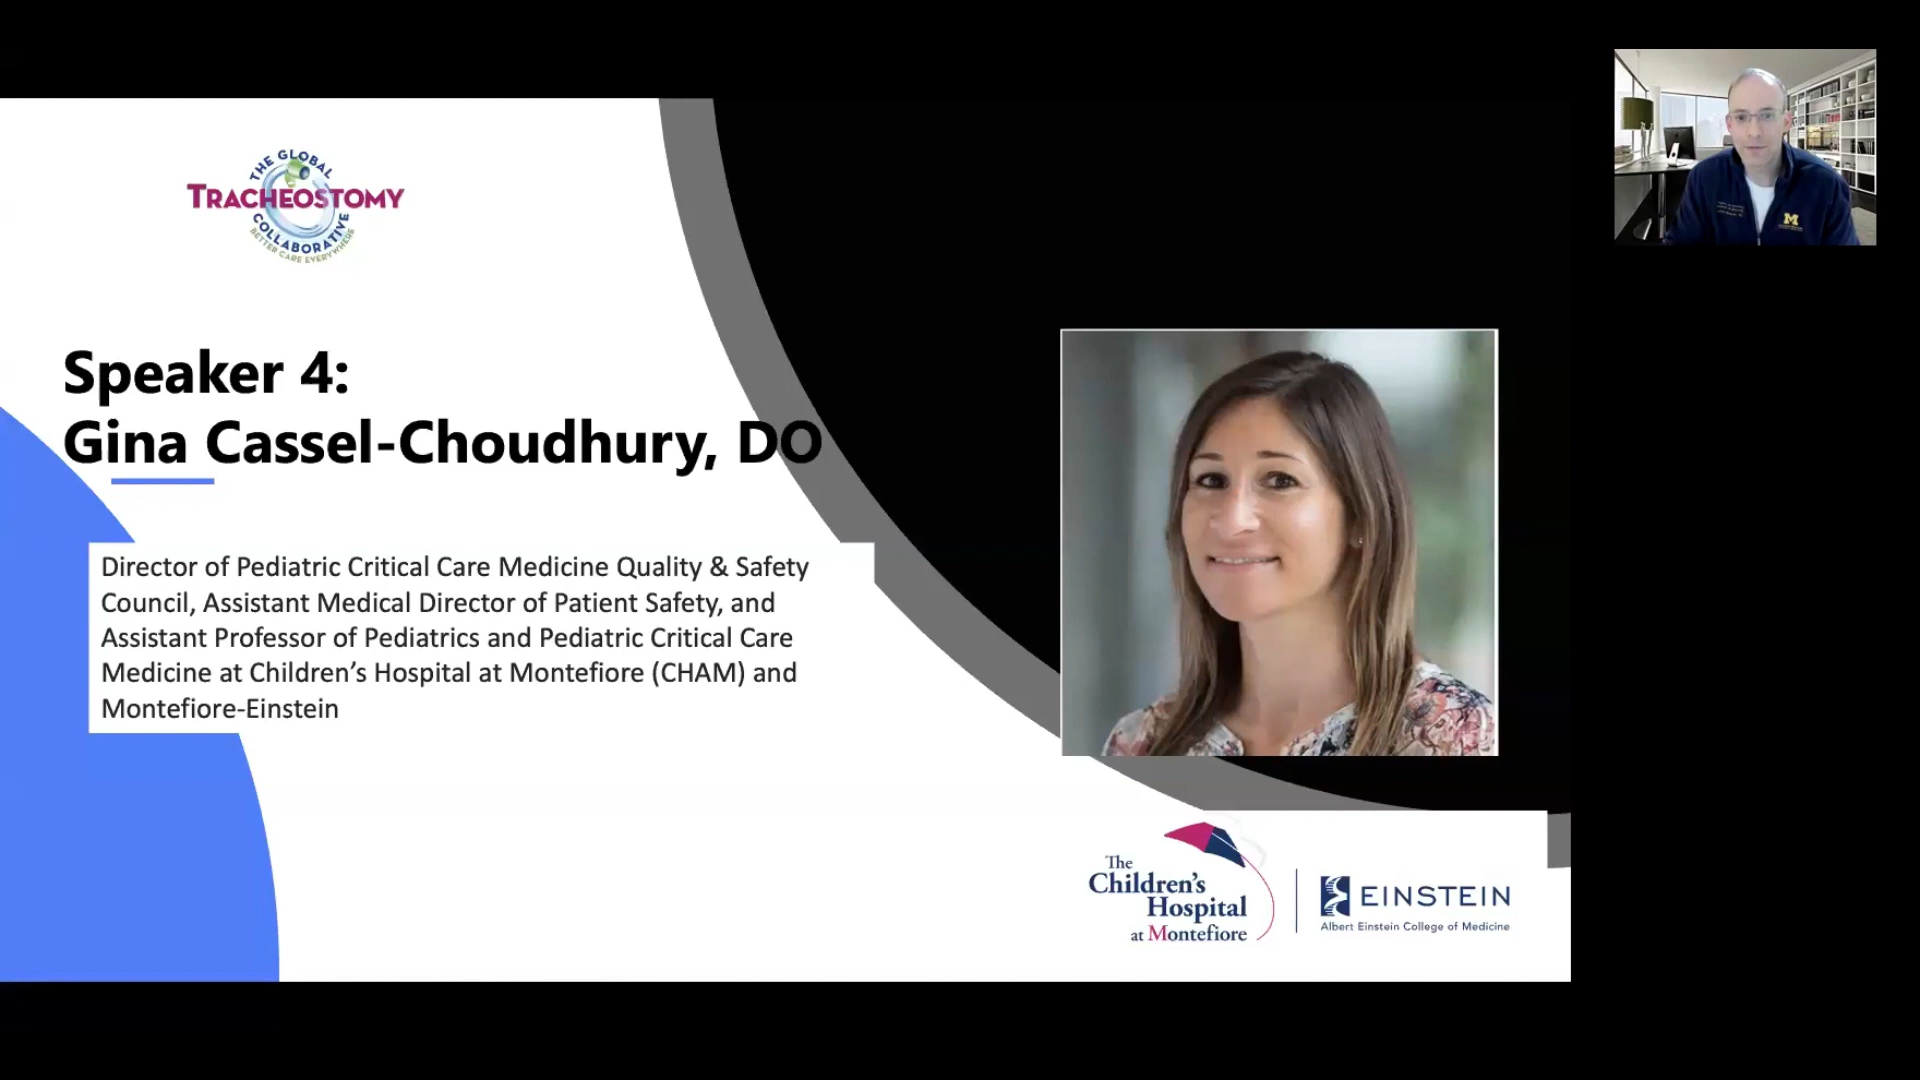 THE GLOBAL
TRACHEOSTOMY
COLLABORATIVE
BETTER CARE EVERYWHERE
Speaker 4:
Gina Cassel-Choudhury, DO
Director of Pediatric Critical Care Medicine Quality & Safety
Council, Assistant Medical Director of Patient Safety, and
Assistant Professor of Pediatrics and Pediatric Critical Care
Medicine at Children’s Hospital at Montefiore (CHAM) and
Montefiore-Einstein
The
Children’s
Hospital
at Montefiore
EINSTEIN
Albert Einstein College of Medicine
M